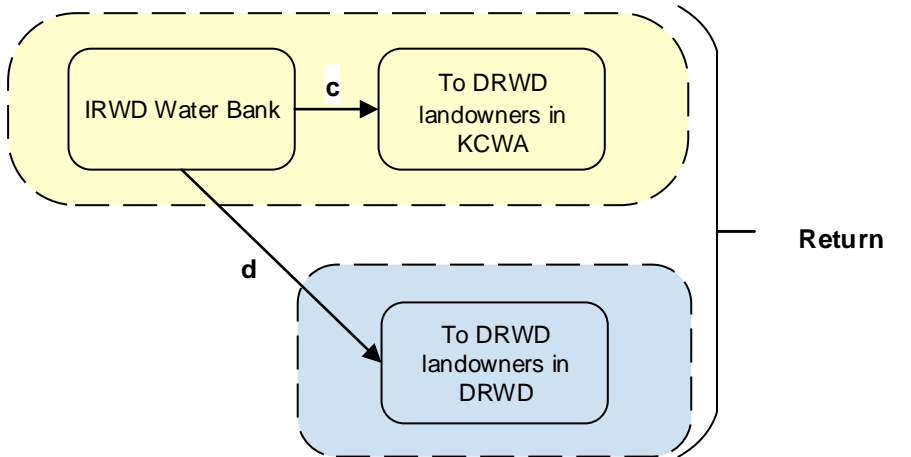 IRWD Water Bank
c
To DRWD
landowners in
KCWA
Return
d
To DRWD
landowners in
DRWD